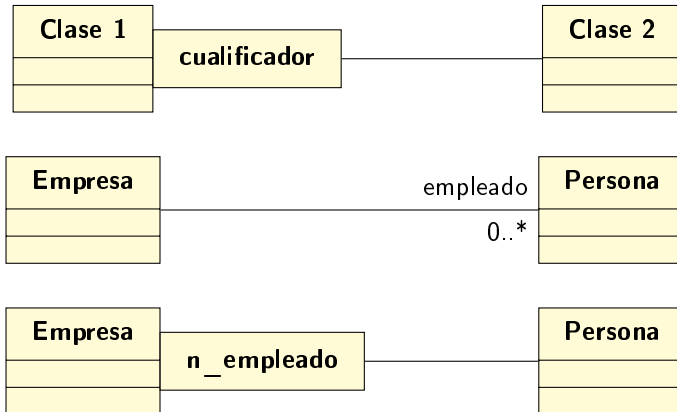 Clase 1
cualificador
Clase 2
Empresa
empleado
0..*
Persona
Empresa
n_empleado
Persona